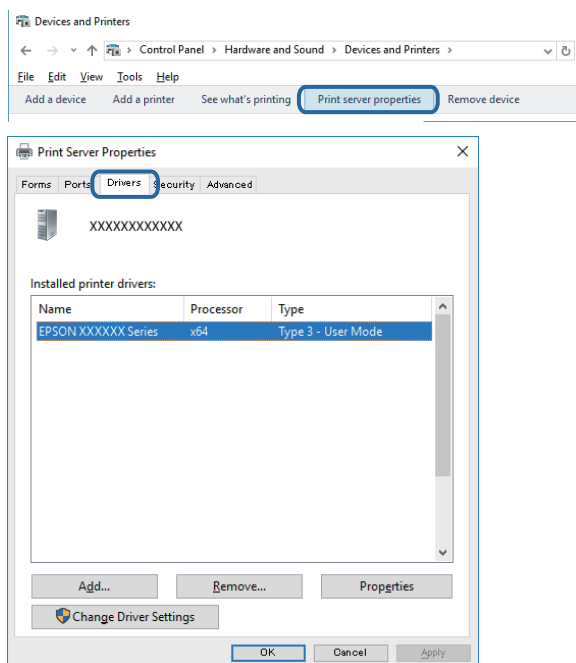 Devices and Printers
Control Panel > Hardware and Sound > Devices and Printers >
File Edit View Tools Help
Add a device Add a printer See what's printing Print server properties Remove device
Print Server Properties
Forms Ports Drivers Security Advanced
XXXXXXXXXXXX
Installed printer drivers:
Name Processor Type
EPSON XXXXXX Series x64 Type 3 - User Mode
Add... Remove... Properties
Change Driver Settings
OK Cancel Apply